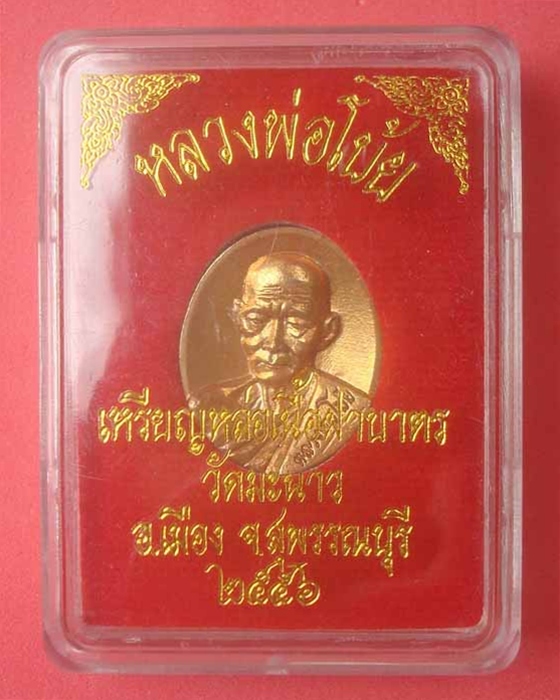 หลวงพ่อโบ้ย
เหรียญหล่อเนื้อฝาบาตร
วัดมะนาว
อ.เมือง จ.สุพรรณบุรี
๒๕๕๖